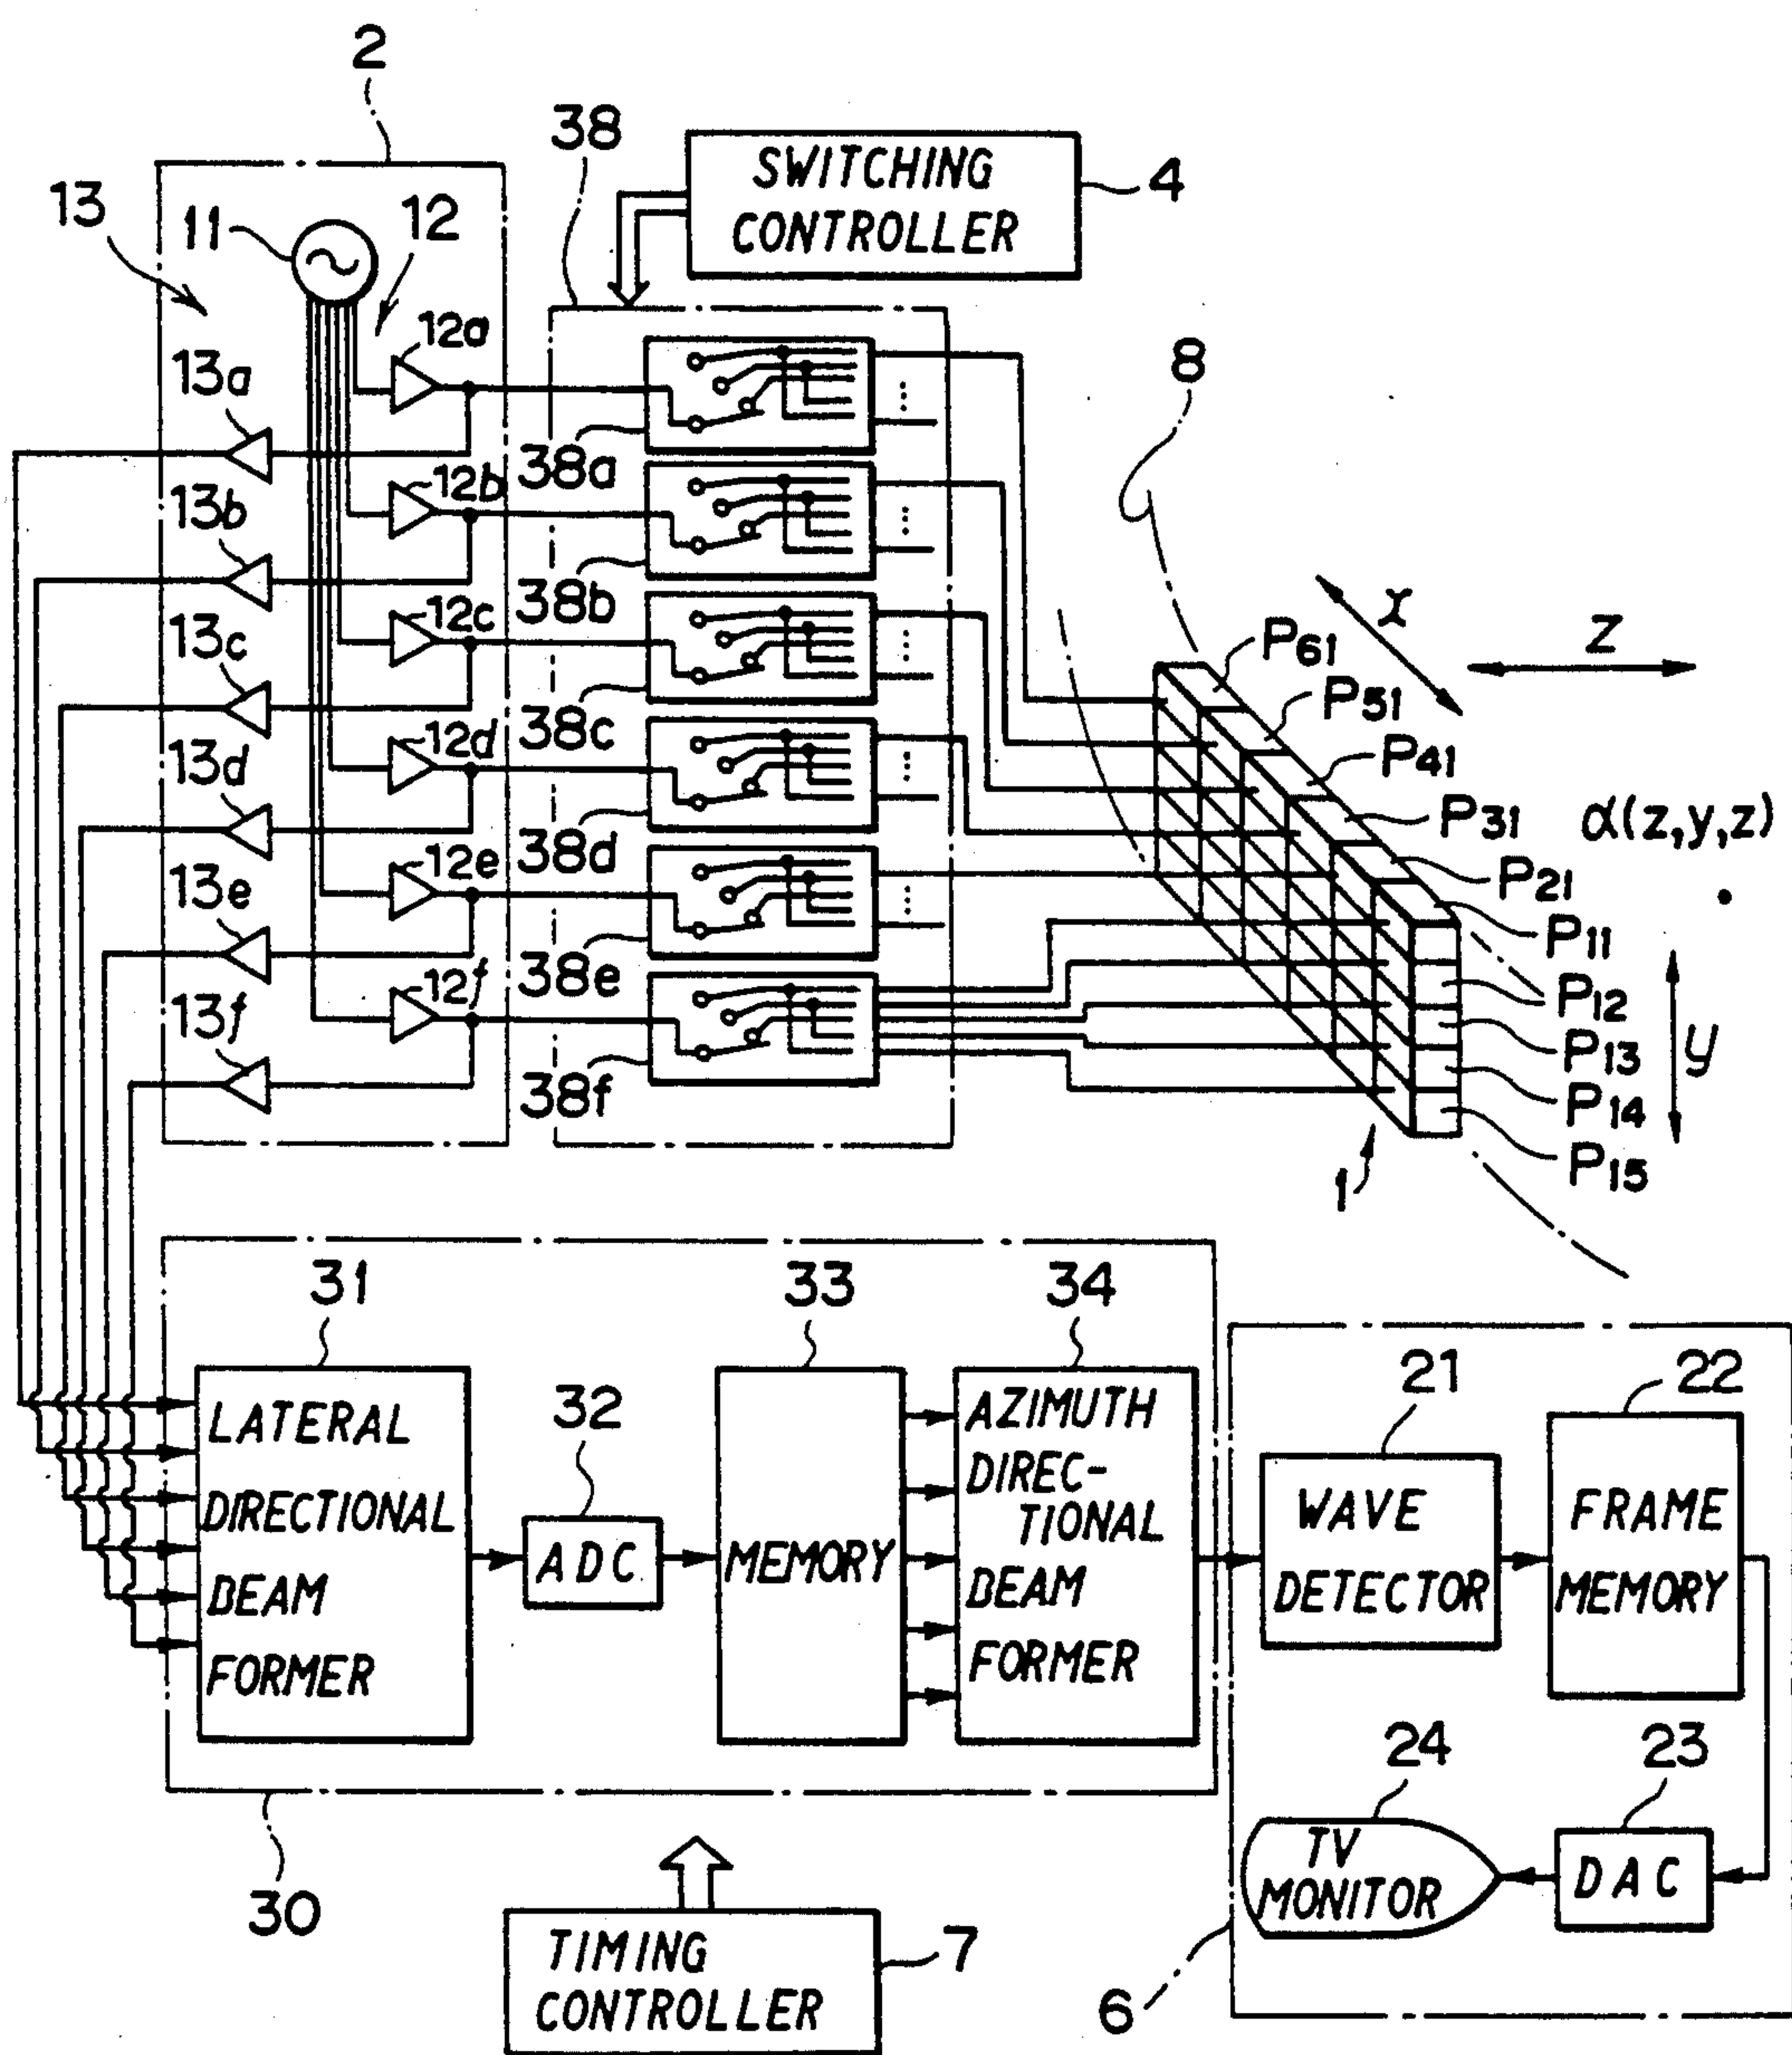 2
38
SWITCHING
CONTROLLER
4
13
11
12
12a
13a
38a
8
12b
13b
38b
X
Z
12c
13c
38c
P61
P51
P41
P31
α(z,y,z)
P21
P11
12d
13d
38d
12e
13e
38e
P12
P13
y
P14
P15
12f
13f
38f
1
31
33
34
32
21
22
LATERAL
DIRECTIONAL
BEAM
FORMER
ADC
MEMORY
AZIMUTH
DIREC-
TIONAL
BEAM
FORMER
WAVE
DETECTOR
FRAME
MEMORY
24
23
TV
MONITOR
DAC
30
TIMING
CONTROLLER
7
6